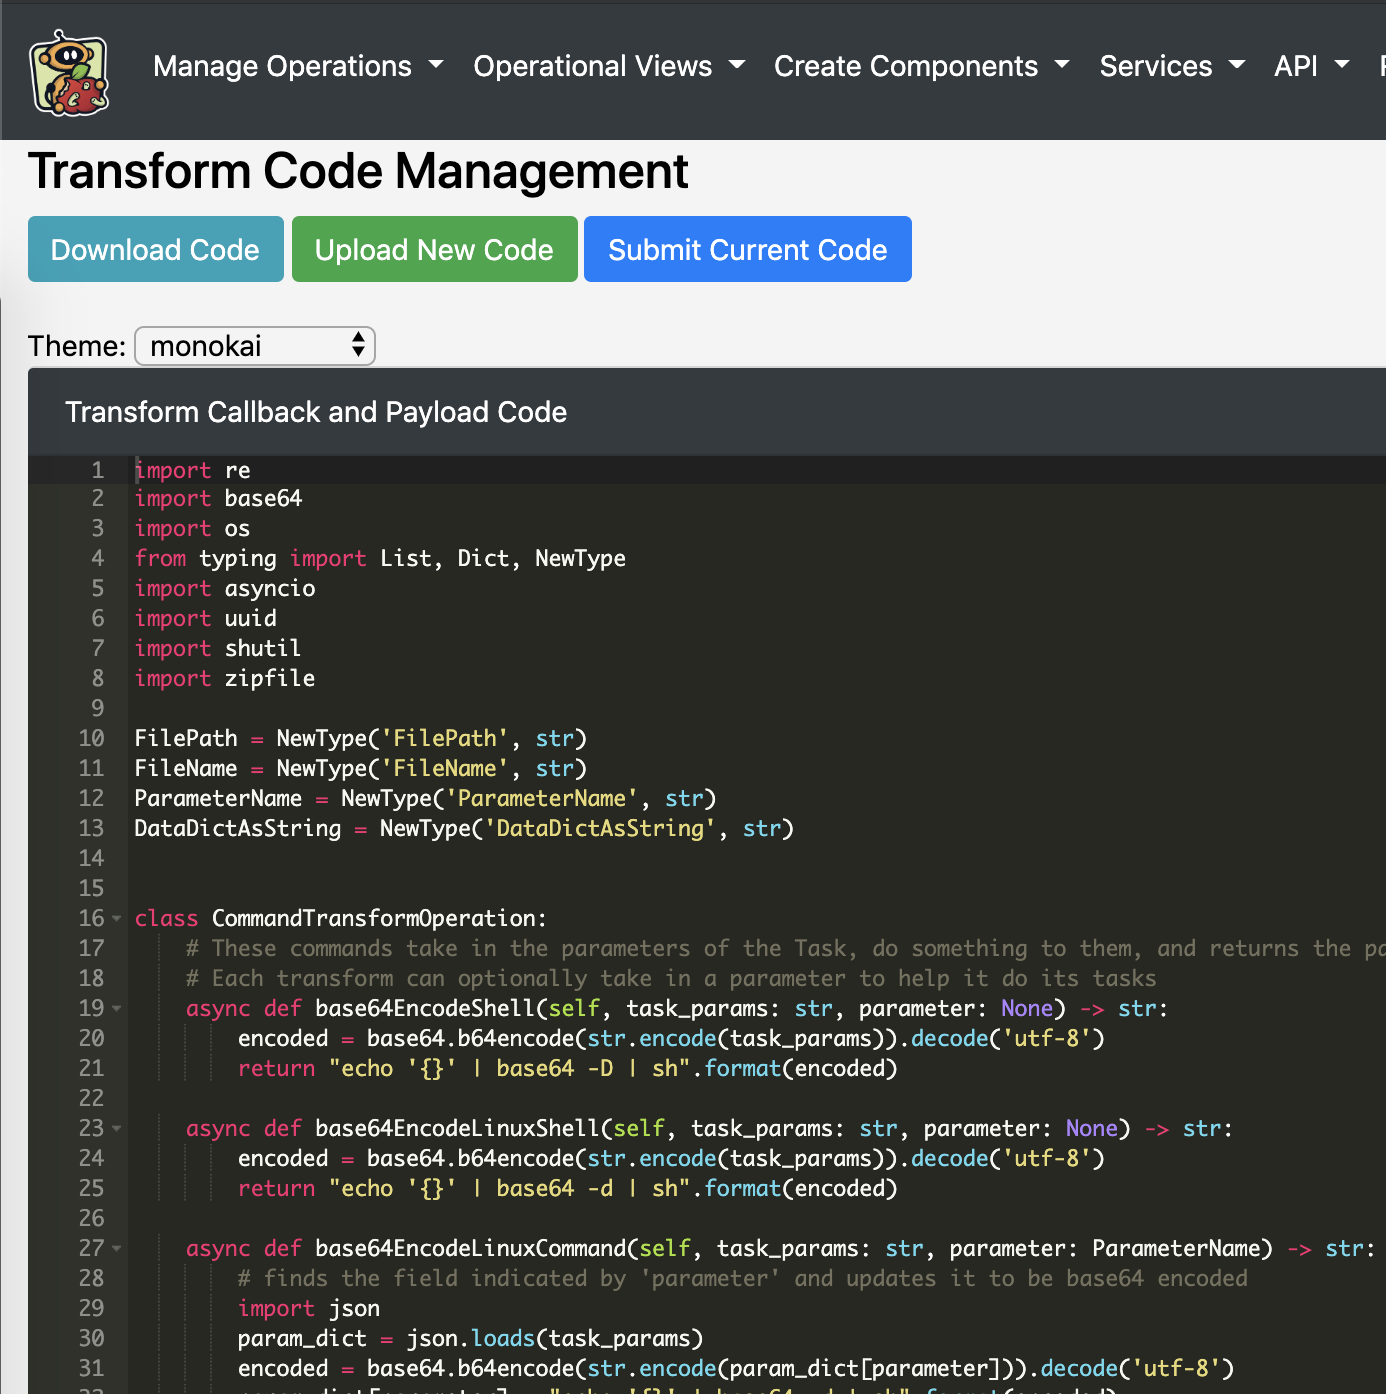 Manage Operations Operational Views Create Components Services API
Transform Code Management
Download Code Upload New Code Submit Current Code
Theme: monokai
Transform Callback and Payload Code
1 import re
2 import base64
3 import os
4 from typing import List, Dict, NewType
5 import asyncio
6 import uuid
7 import shutil
8 import zipfile
9
10 FilePath = NewType('FilePath', str)
11 FileName = NewType('FileName', str)
12 ParameterName = NewType('ParameterName', str)
13 DataDictAsString = NewType('DataDictAsString', str)
14
15
16 class CommandTransformOperation:
17 # These commands take in the parameters of the Task, do something to them, and returns the
18 # Each transform can optionally take in a parameter to help it do its tasks
19 async def base64EncodeShell(self, task_params: str, parameter: None) -> str:
20 encoded = base64.b64encode(str.encode(task_params)).decode('utf-8')
21 return "echo '{}' | base64 -D | sh".format(encoded)
22
23 async def base64EncodeLinuxShell(self, task_params: str, parameter: None) -> str:
24 encoded = base64.b64encode(str.encode(task_params)).decode('utf-8')
25 return "echo '{}' | base64 -d | sh".format(encoded)
26
27 async def base64EncodeLinuxCommand(self, task_params: str, parameter: ParameterName) -> str:
28 # finds the field indicated by 'parameter' and updates it to be base64 encoded
29 import json
30 param_dict = json.loads(task_params)
31 encoded = base64.b64encode(str.encode(param_dict[parameter])).decode('utf-8')